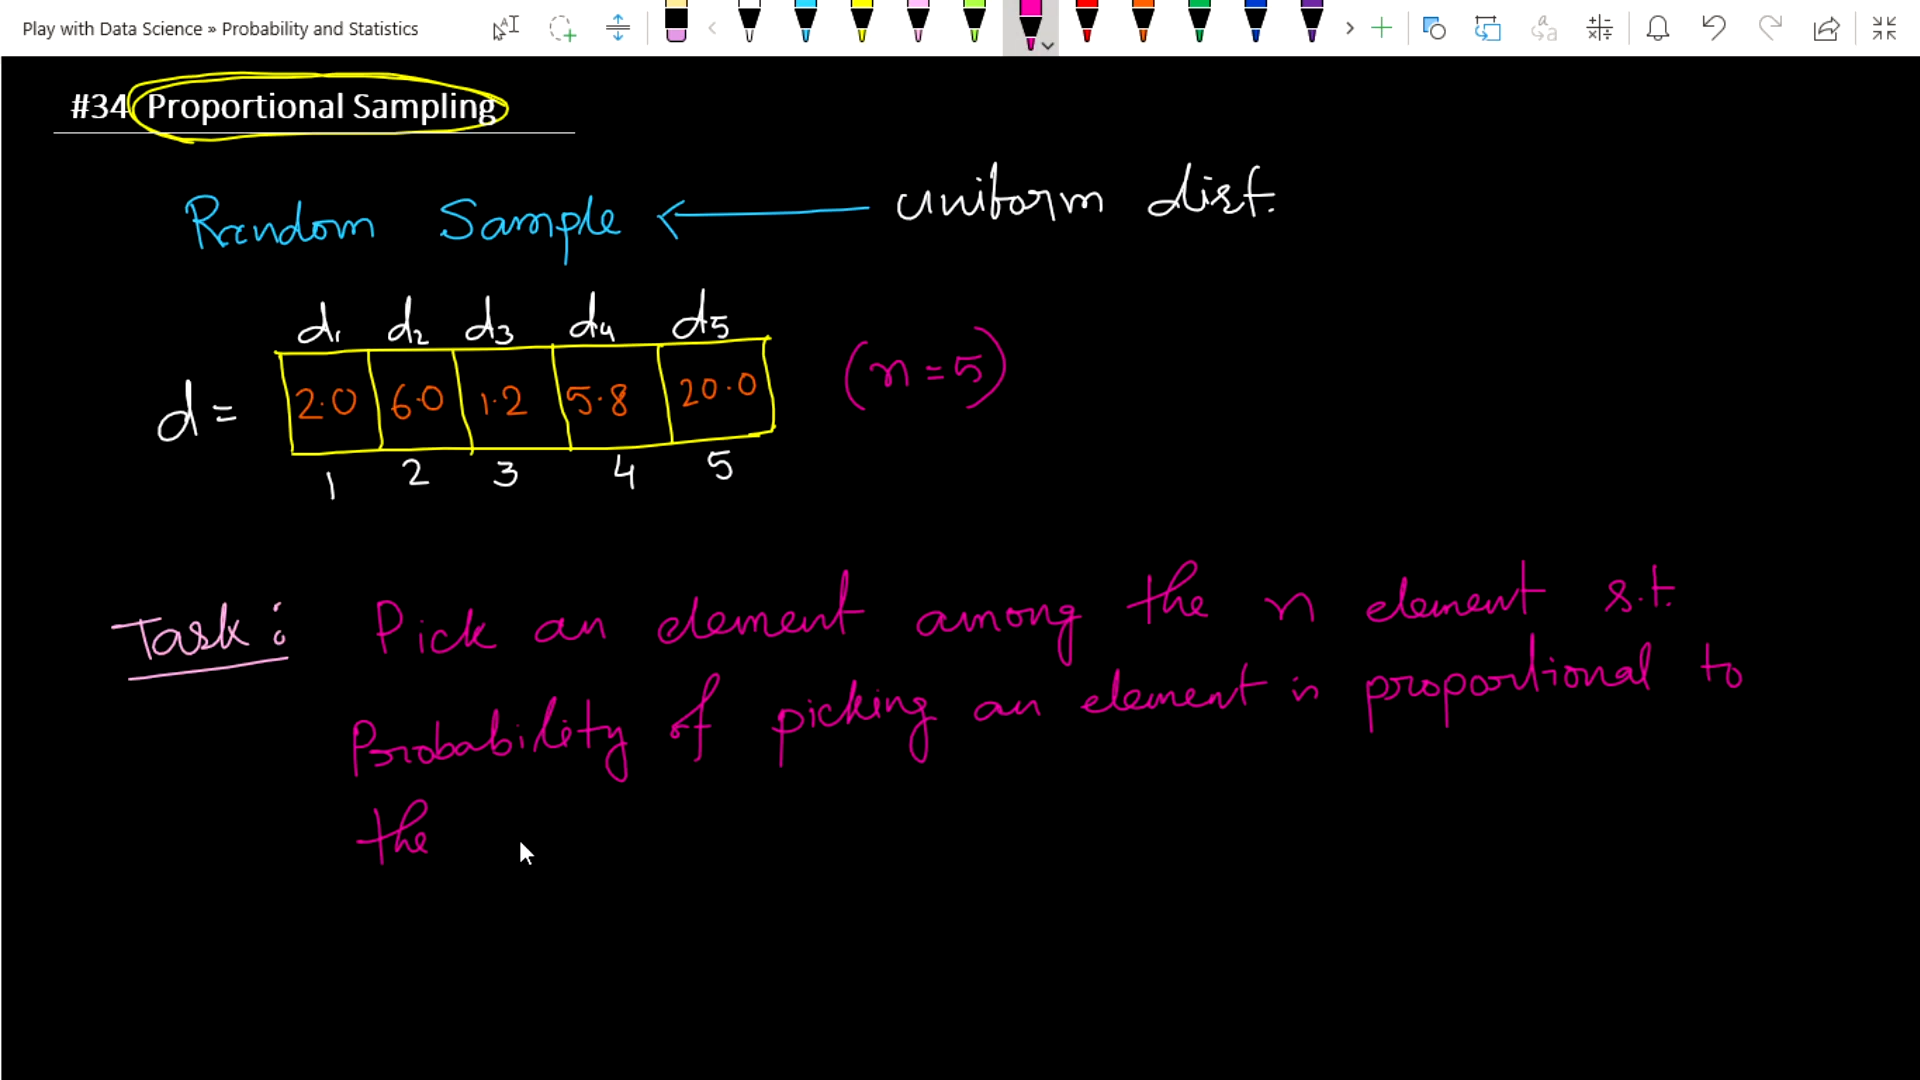 Play with Data Science » Probability and Statistics
#34 Proportional Sampling
Random Sample ← uniform dist.
d1 d2 d3 d4 d5
d = 2.0 6.0 1.2 5.8 20.0 (n=5)
1 2 3 4 5
Task: Pick an element among the n element s.t.
Probability of picking an element is proportional to
the